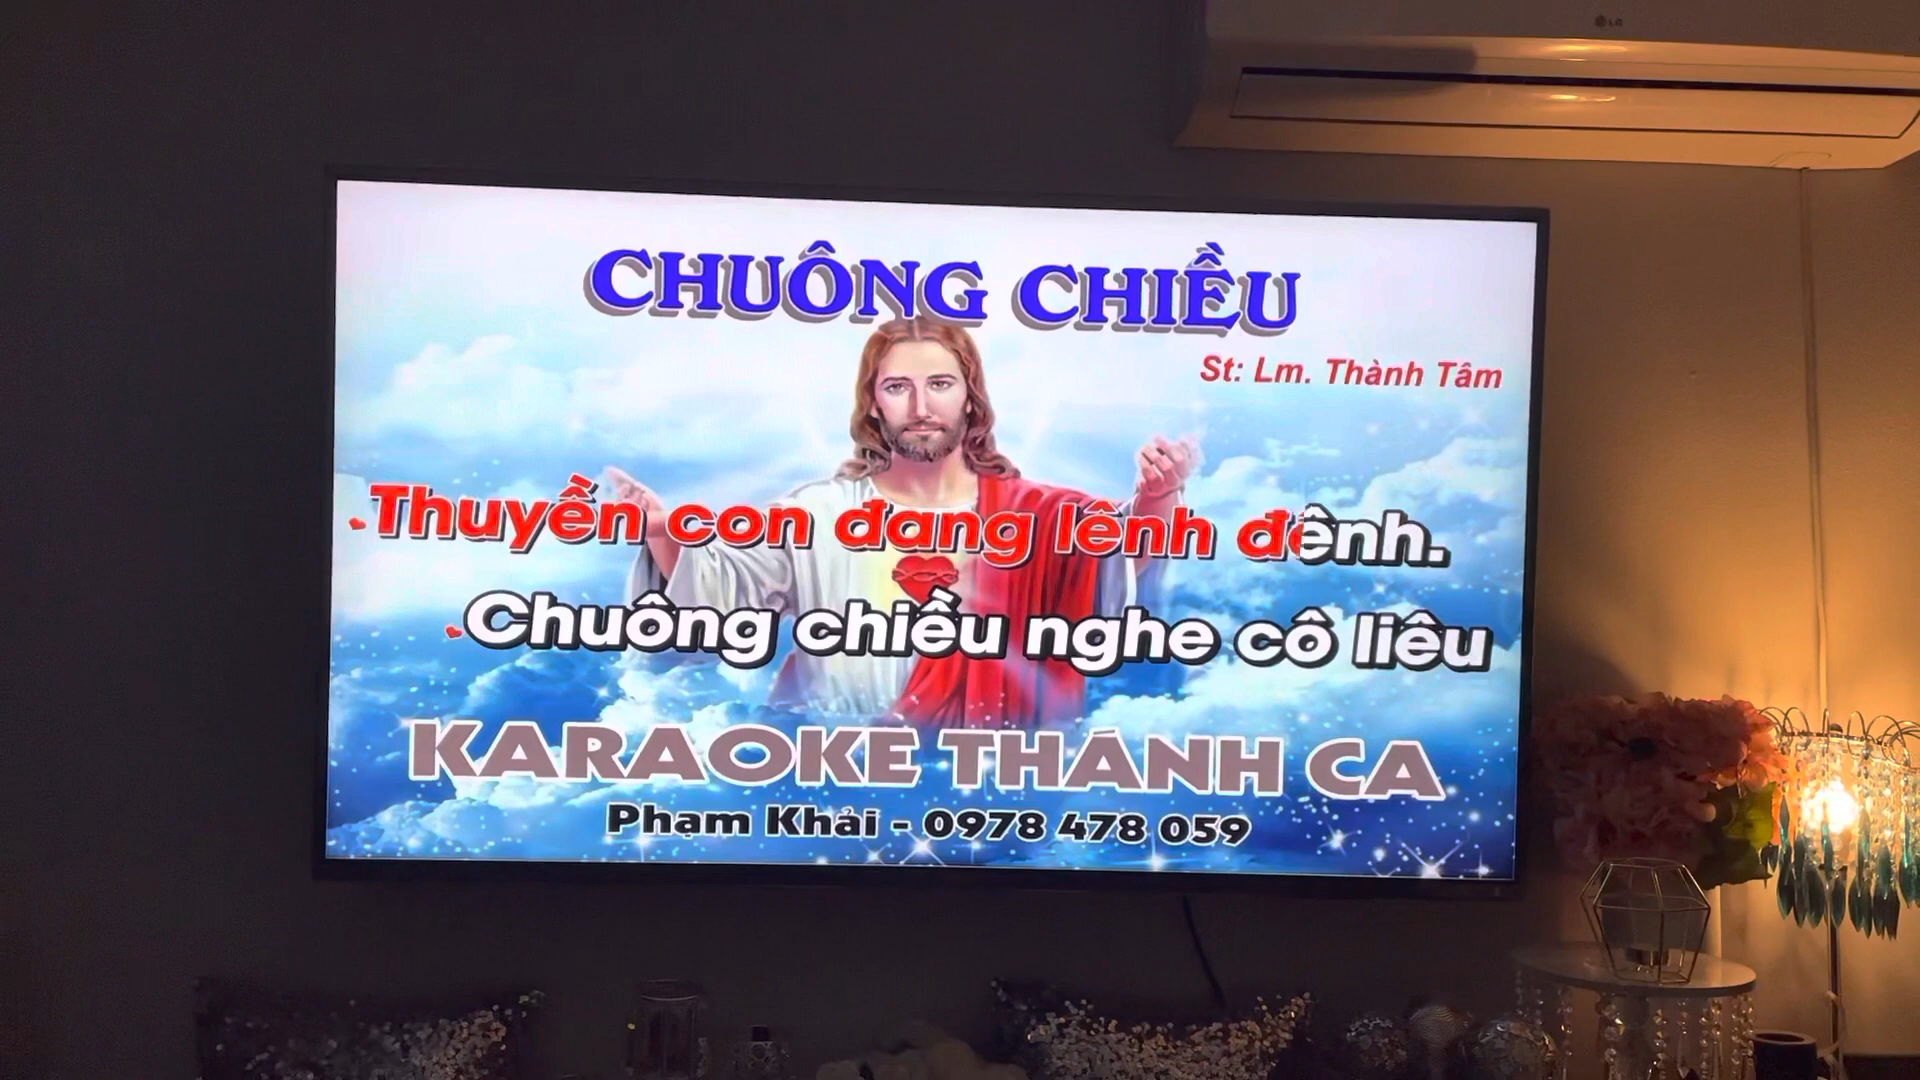 LG
CHUÔNG CHIỀU
St: Lm. Thành Tâm
Thuyền con đang lênh đênh.
Chuông chiều nghe cô liêu
KARAOKE THÁNH CA
Phạm Khải - 0978 478 059